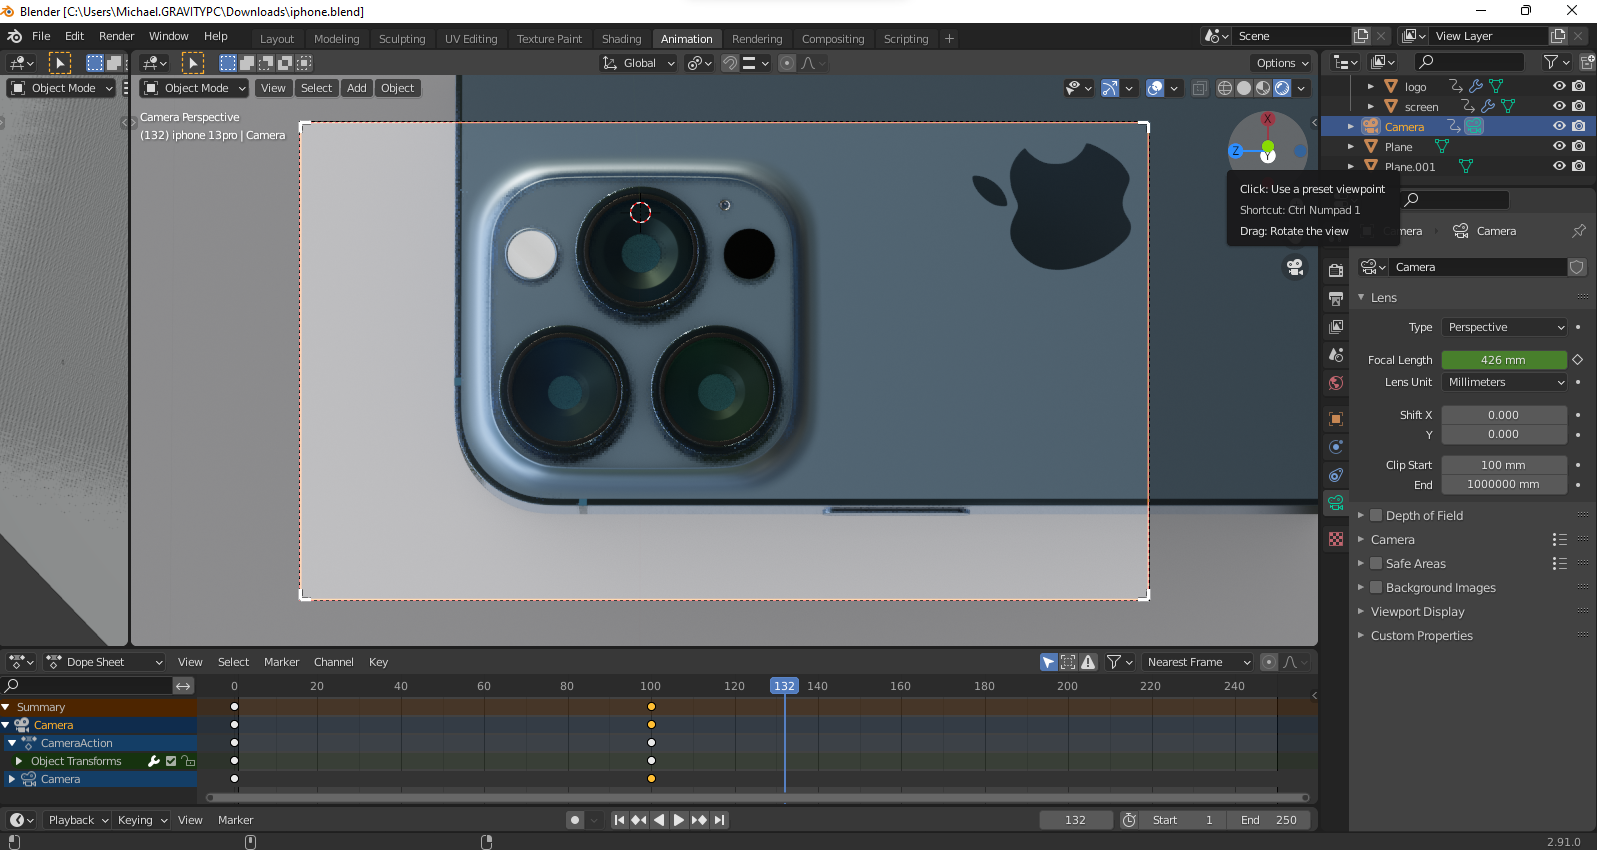 Blender [C:\Users\Michael.GRAVITYPC\Downloads\iphone.blend]
File Edit Render Window Help Layout Modeling Sculpting UV Editing Texture Paint Shading Animation Rendering Compositing Scripting + Scene View Layer
Global Options
Object Mode Object Mode View Select Add Object
Camera Perspective
(132) iphone 13pro | Camera
X
Z
Y
logo
screen
Camera
Plane
Plane.001
Click: Use a preset viewpoint
Shortcut: Ctrl Numpad 1
Drag: Rotate the view
Camera Camera
Camera
Lens
Type Perspective
Focal Length 426 mm
Lens Unit Millimeters
Shift X 0.000
Y 0.000
Clip Start 100 mm
End 1000000 mm
Depth of Field
Camera
Safe Areas
Background Images
Viewport Display
Custom Properties
Dope Sheet View Select Marker Channel Key Nearest Frame
0 20 40 60 80 100 120 132 140 160 180 200 220 240
Summary
Camera
CameraAction
Object Transforms
Camera
Playback Keying View Marker 132 Start 1 End 250
2.91.0